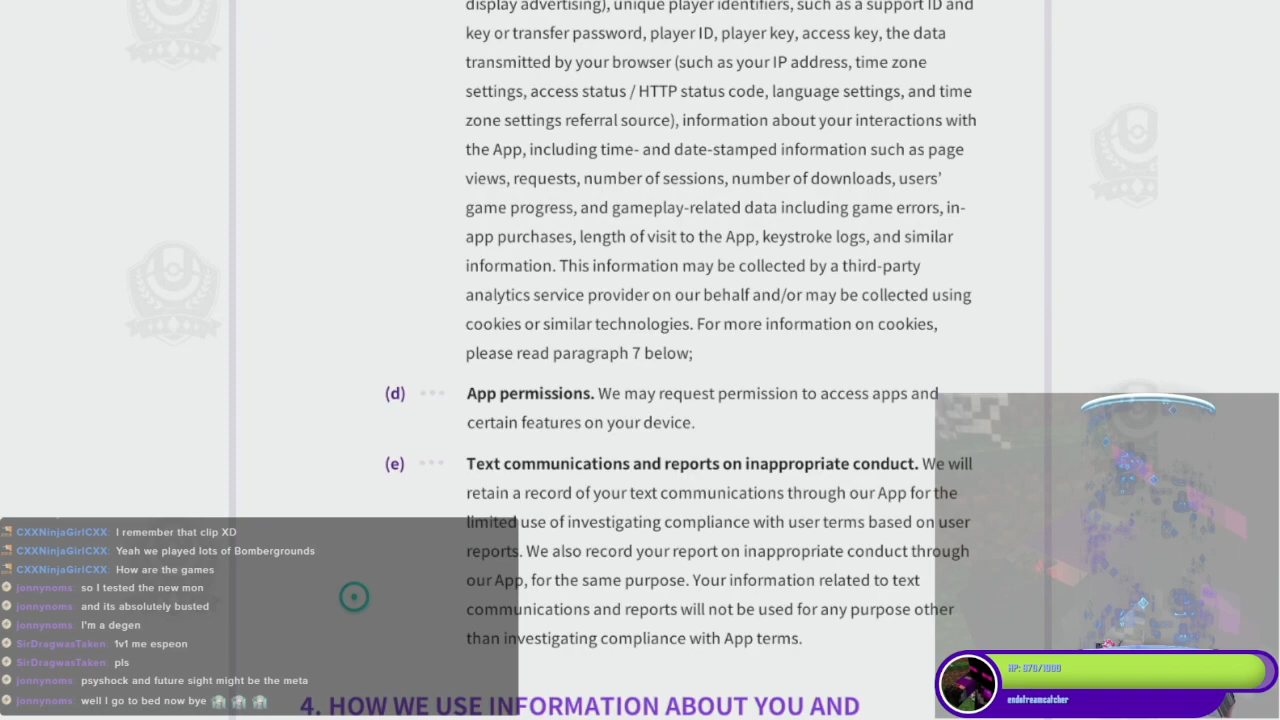 display advertising), unique player identifiers, such as a support ID and
key or transfer password, player ID, player key, access key, the data
transmitted by your browser (such as your IP address, time zone
settings, access status / HTTP status code, language settings, and time
zone settings referral source), information about your interactions with
the App, including time- and date-stamped information such as page
views, requests, number of sessions, number of downloads, users'
game progress, and gameplay-related data including game errors, in-
app purchases, length of visit to the App, keystroke logs, and similar
information. This information may be collected by a third-party
analytics service provider on our behalf and/or may be collected using
cookies or similar technologies. For more information on cookies,
please read paragraph 7 below;
(d) App permissions. We may request permission to access apps and
certain features on your device.
(e) Text communications and reports on inappropriate conduct. We will
retain a record of your text communications through our App for the
limited use of investigating compliance with user terms based on user
reports. We also record your report on inappropriate conduct through
our App, for the same purpose. Your information related to text
communications and reports will not be used for any purpose other
than investigating compliance with App terms.
4. HOW WE USE INFORMATION ABOUT YOU AND
CXXNinjaGirlCXX: I remember that clip XD
CXXNinjaGirlCXX: Yeah we played lots of Bombergrounds
CXXNinjaGirlCXX: How are the games
jonnynoms: so I tested the new mon
jonnynoms: and its absolutely busted
jonnynoms: I'm a degen
SirDragwasTaken: 1v1 me espeon
SirDragwasTaken: pls
jonnynoms: psyshock and future sight might be the meta
jonnynoms: well I go to bed now bye
HP: 970/1000
endofreamcatcher